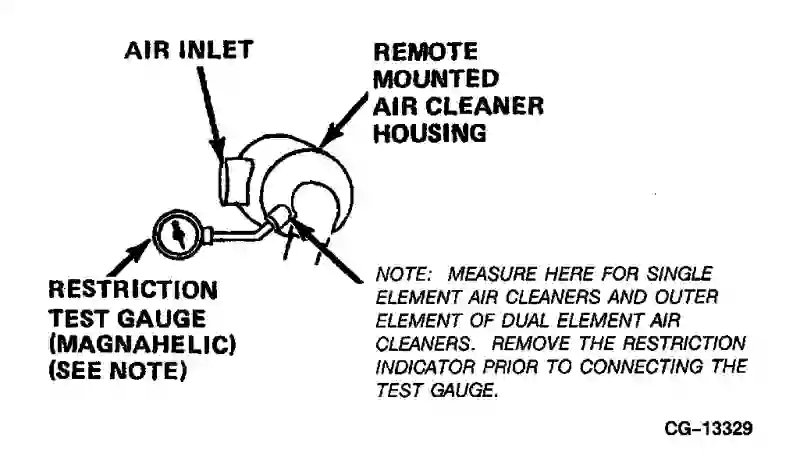 AIR INLET
REMOTE
MOUNTED
AIR CLEANER
HOUSING
RESTRICTION
TEST GAUGE
(MAGNAHELIC)
(SEE NOTE)
NOTE: MEASURE HERE FOR SINGLE
ELEMENT AIR CLEANERS AND OUTER
ELEMENT OF DUAL ELEMENT AIR
CLEANERS. REMOVE THE RESTRICTION
INDICATOR PRIOR TO CONNECTING THE
TEST GAUGE.
CG-13329